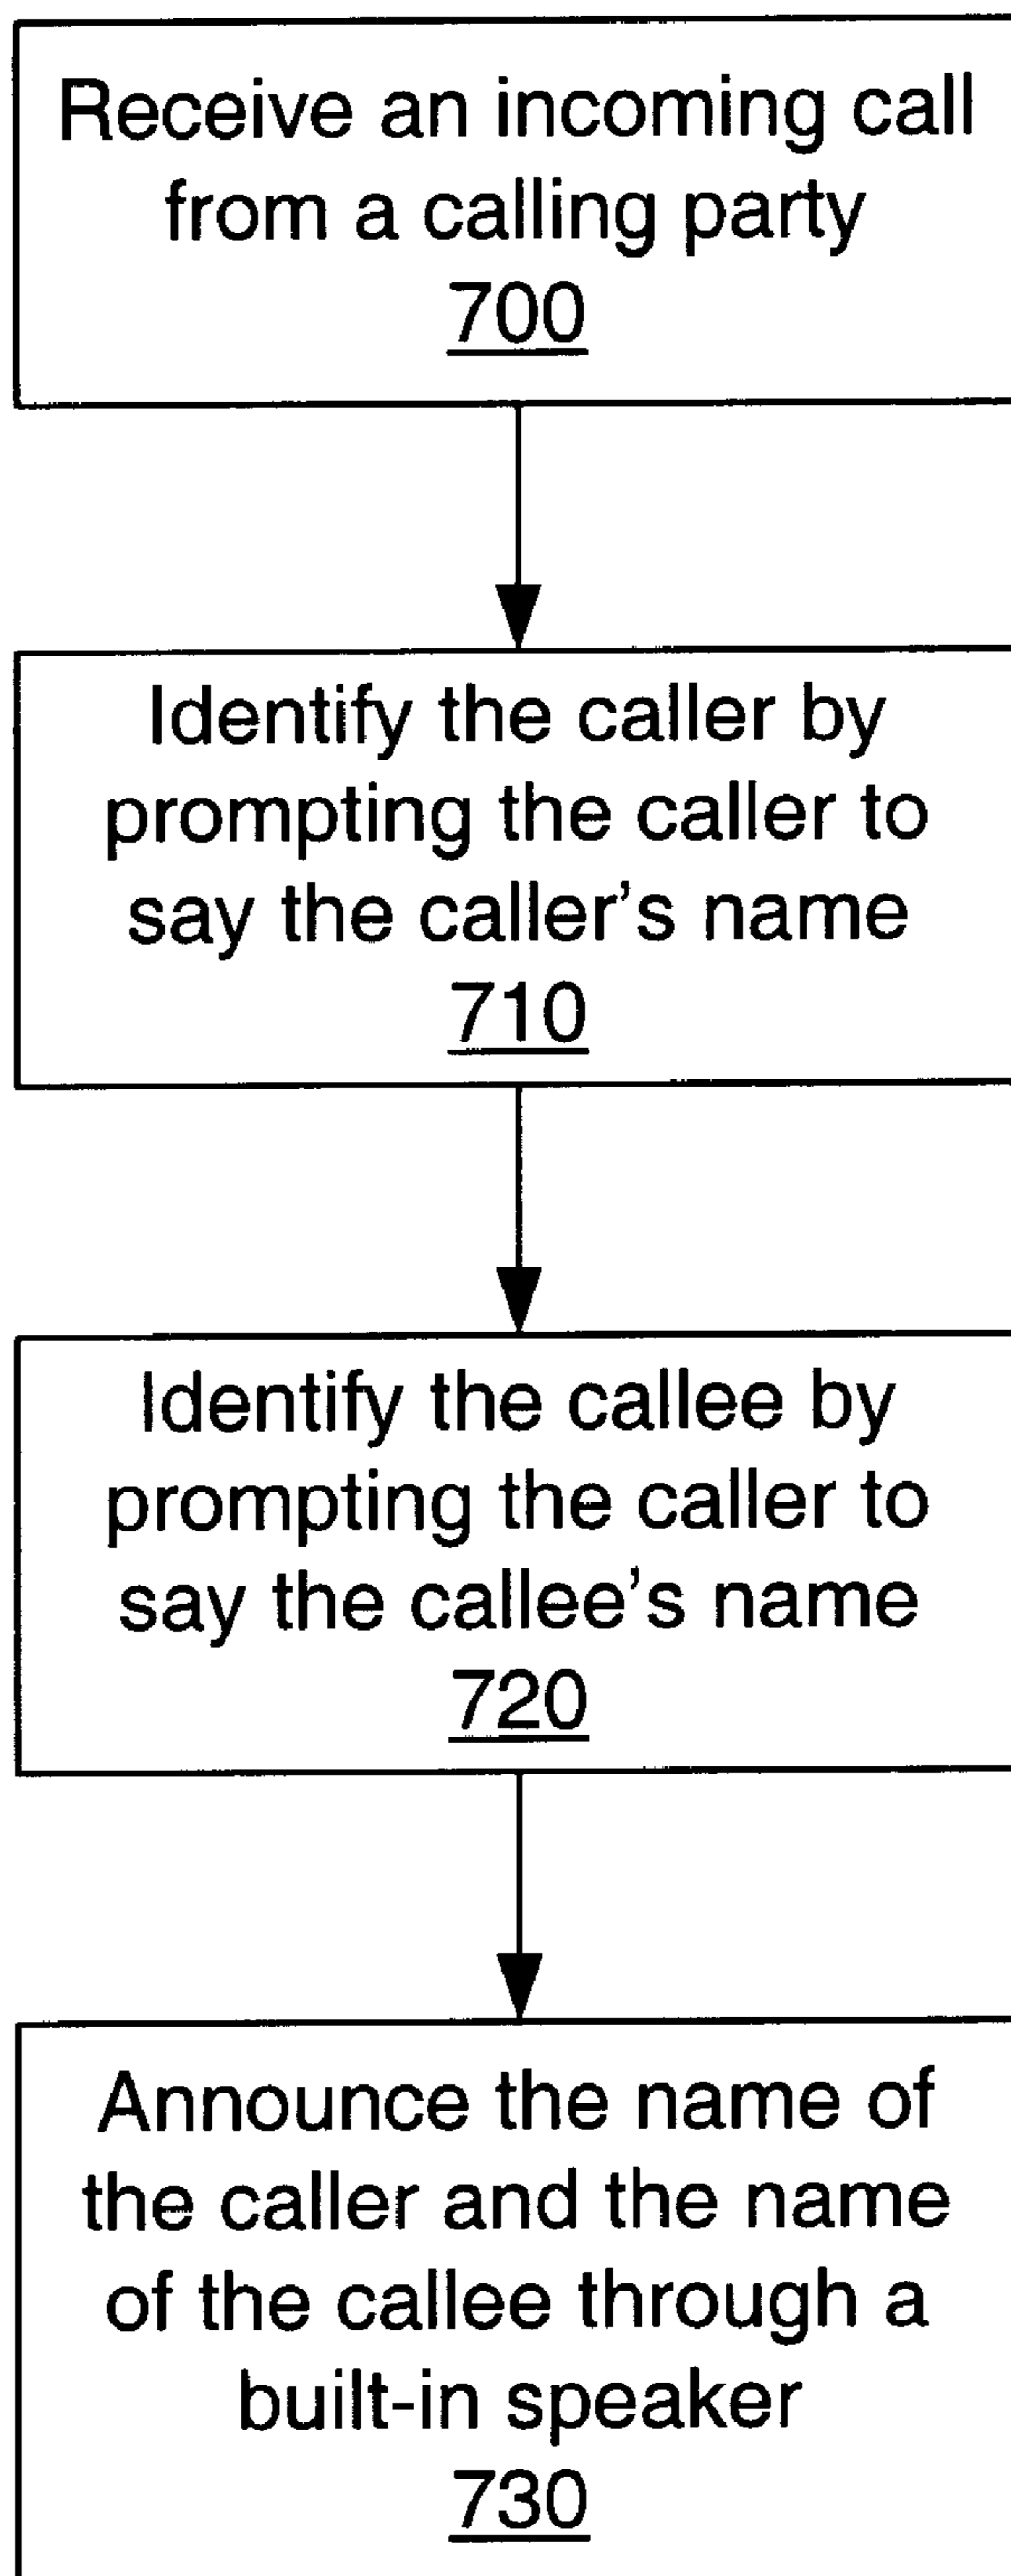 Receive an incoming call
from a calling party
700
Identify the caller by
prompting the caller to
say the caller's name
710
Identify the callee by
prompting the caller to
say the callee's name
720
Announce the name of
the caller and the name
of the callee through a
built-in speaker
730